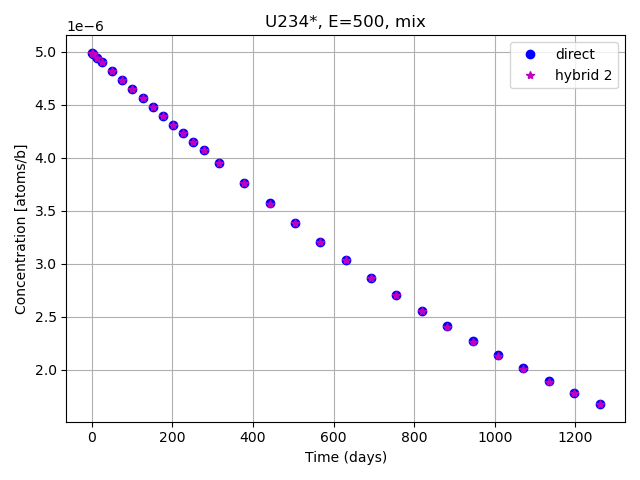 U234*, E=500, mix
1e−6
direct
hybrid 2
5.0
4.5
4.0
3.5
3.0
2.5
2.0
Concentration [atoms/b]
0 200 400 600 800 1000 1200
Time (days)